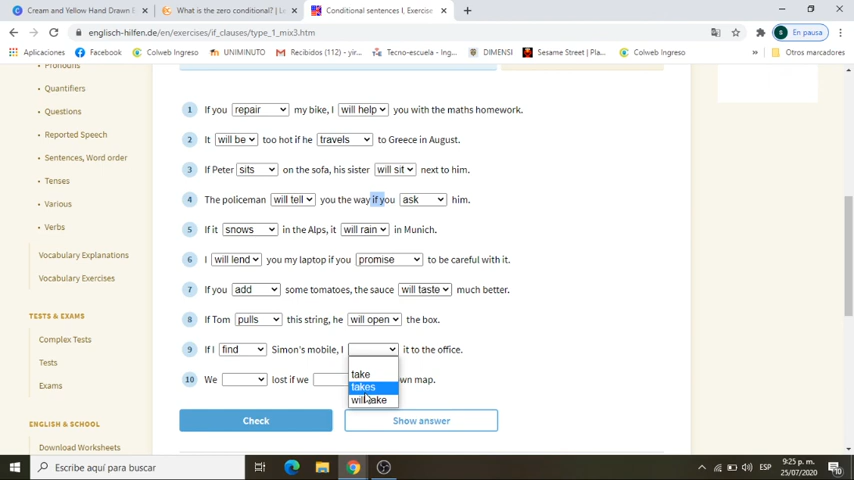 Cream and Yellow Hand Drawn
What is the zero conditional? | Le
Conditional sentences I, Exercise
englisch-hilfen.de/en/exercises/if_clauses/type_1_mix3.htm
En pausa
Aplicaciones
Facebook
Colweb Ingreso
UNIMINUTO
Recibidos (112) - yir...
Tecno-escuela - Ing...
DIMENSI
Sesame Street | Pla...
Colweb Ingreso
»
Otros marcadores
Pronouns
Quantifiers
Questions
Reported Speech
Sentences, Word order
Tenses
Various
Verbs
Vocabulary Explanations
Vocabulary Exercises
TESTS & EXAMS
Complex Tests
Tests
Exams
ENGLISH & SCHOOL
Download Worksheets
1 If you repair my bike, I will help you with the maths homework.
2 It will be too hot if he travels to Greece in August.
3 If Peter sits on the sofa, his sister will sit next to him.
4 The policeman will tell you the way if you ask him.
5 If it snows in the Alps, it will rain in Munich.
6 I will lend you my laptop if you promise to be careful with it.
7 If you add some tomatoes, the sauce will taste much better.
8 If Tom pulls this string, he will open the box.
9 If I find Simon's mobile, I it to the office.
take
takes
will take
10 We lost if we wn map.
Check
Show answer
Escribe aquí para buscar
ESP
9:25 p. m.
25/07/2020